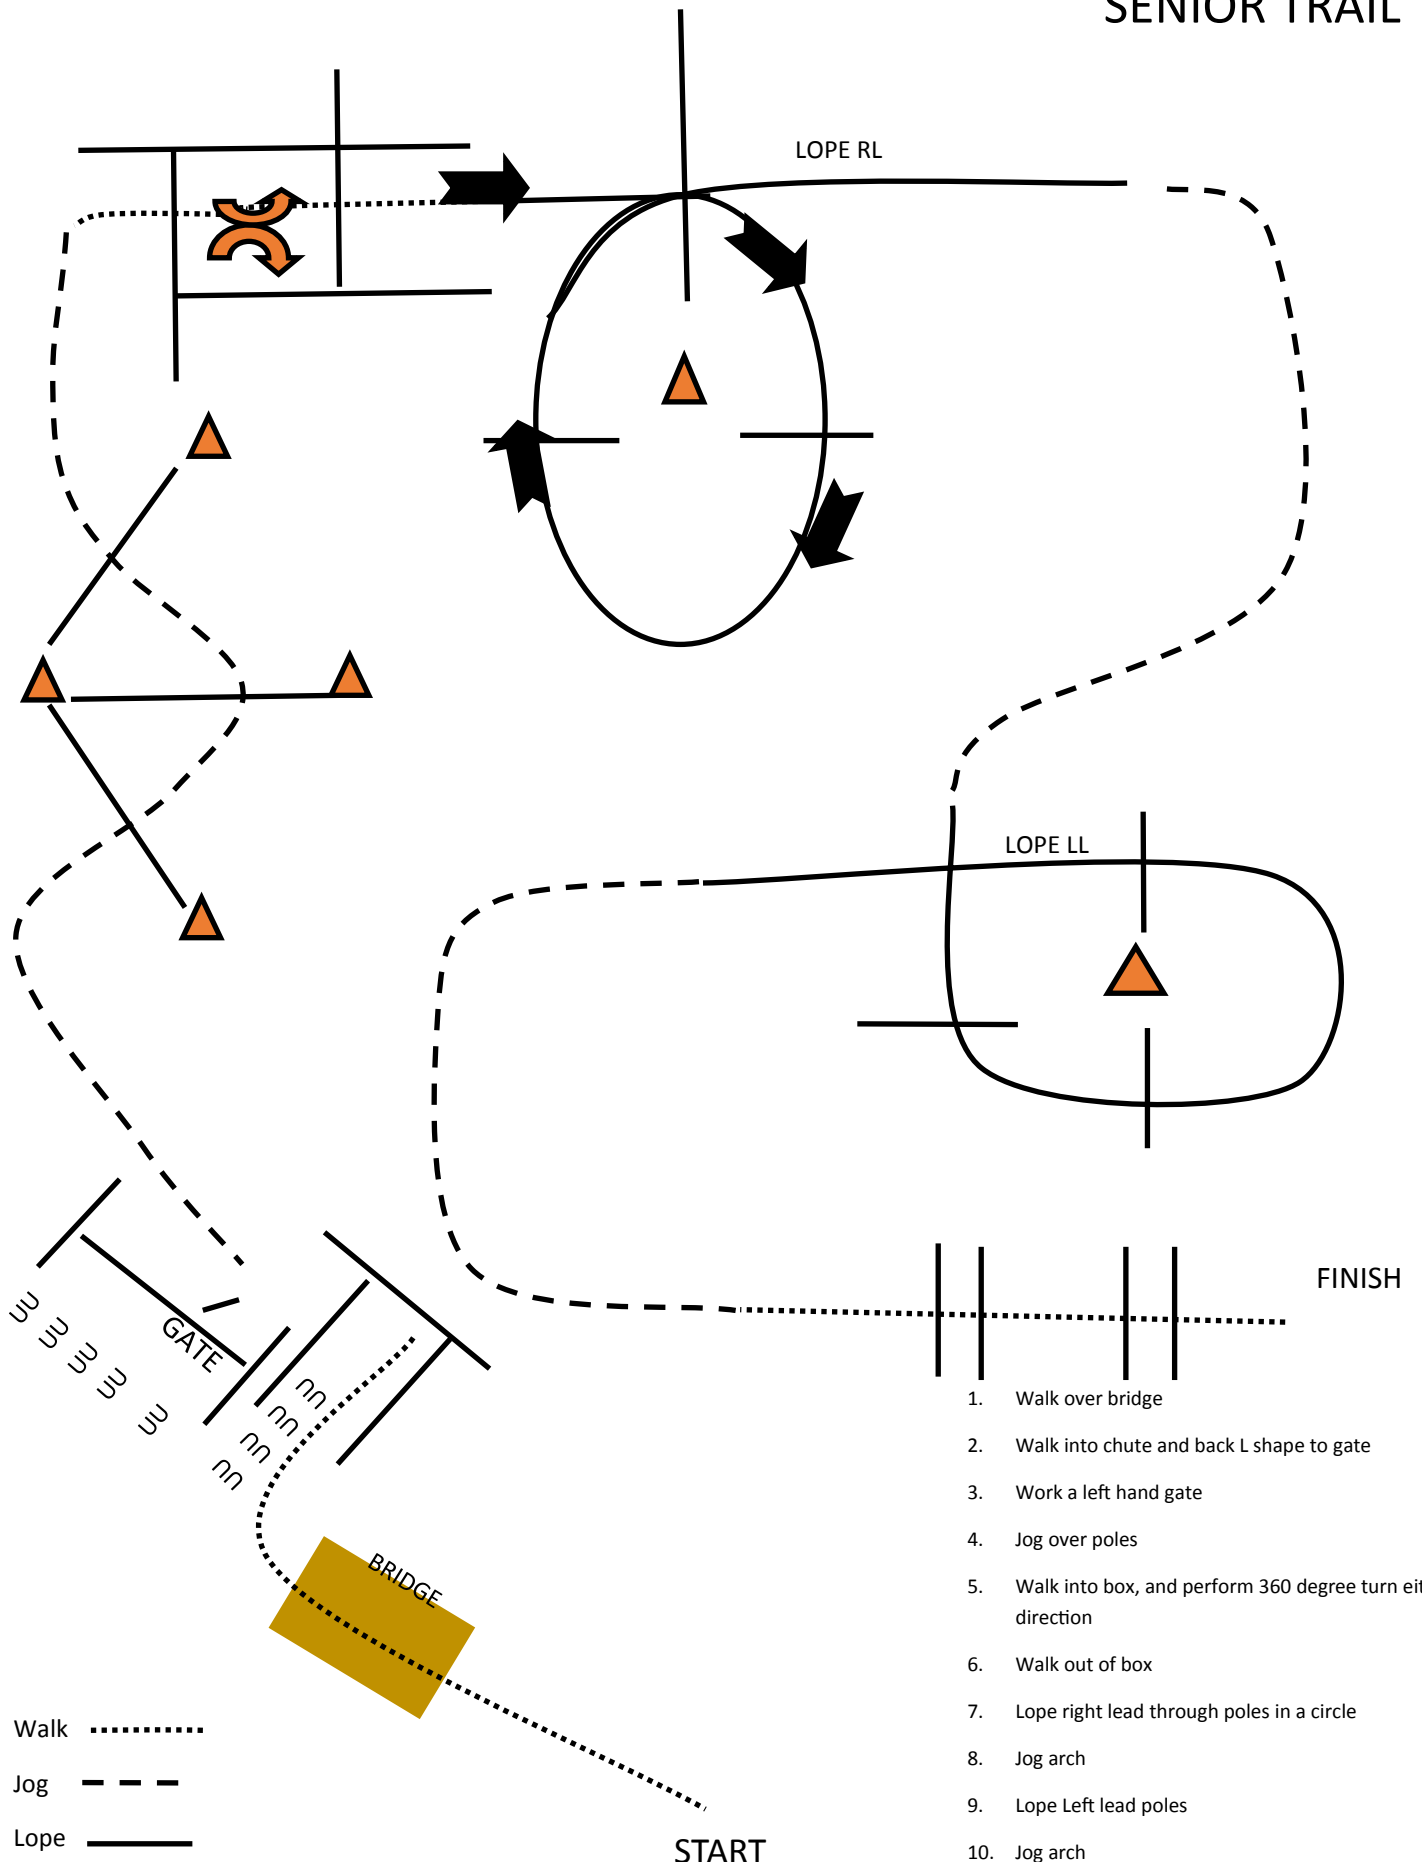 SENIOR TRAIL
LOPE RL
LOPE LL
GATE
FINISH
BRIDGE
1. Walk over bridge
2. Walk into chute and back L shape to gate
3. Work a left hand gate
4. Jog over poles
5. Walk into box, and perform 360 degree turn
direction
6. Walk out of box
7. Lope right lead through poles in a circle
8. Jog arch
9. Lope Left lead poles
10. Jog arch
Walk
Jog
Lope
START